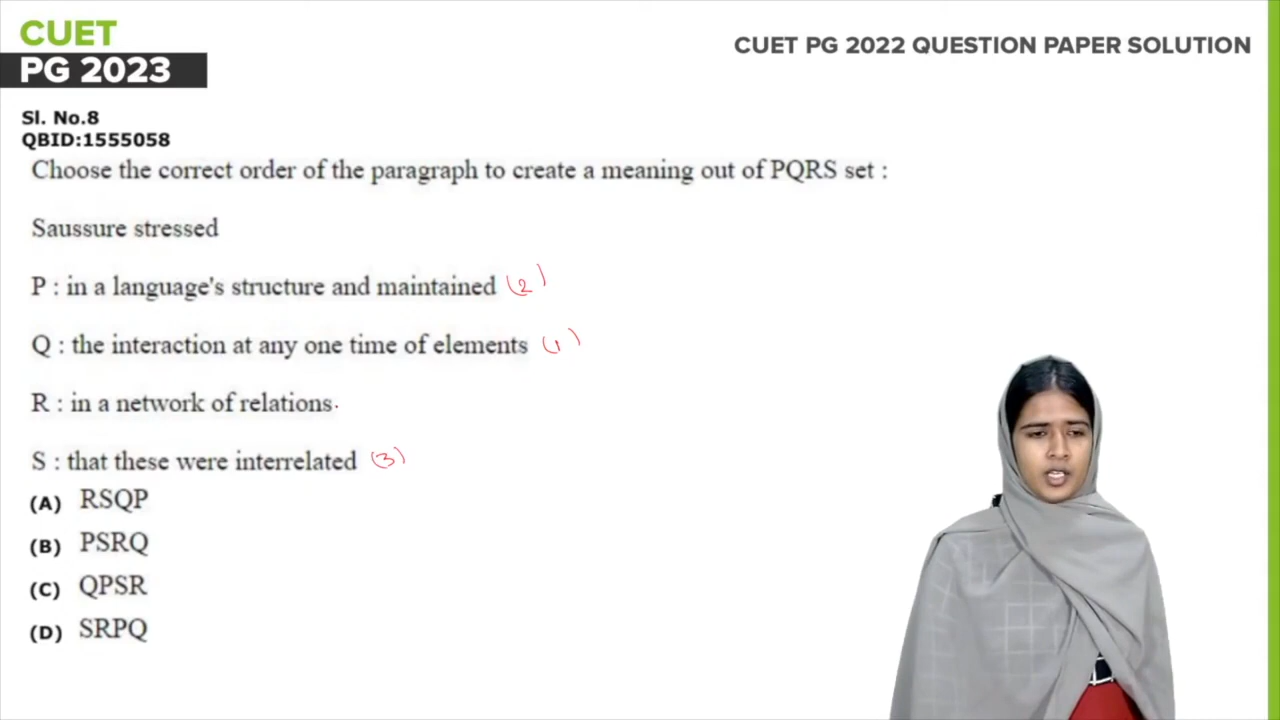 CUET
PG 2023
CUET PG 2022 QUESTION PAPER SOLUTION
Sl. No.8
QBID:1555058
Choose the correct order of the paragraph to create a meaning out of PQRS set :
Saussure stressed
P : in a language's structure and maintained (2)
Q : the interaction at any one time of elements (1)
R : in a network of relations.
S : that these were interrelated (3)
(A) RSQP
(B) PSRQ
(C) QPSR
(D) SRPQ